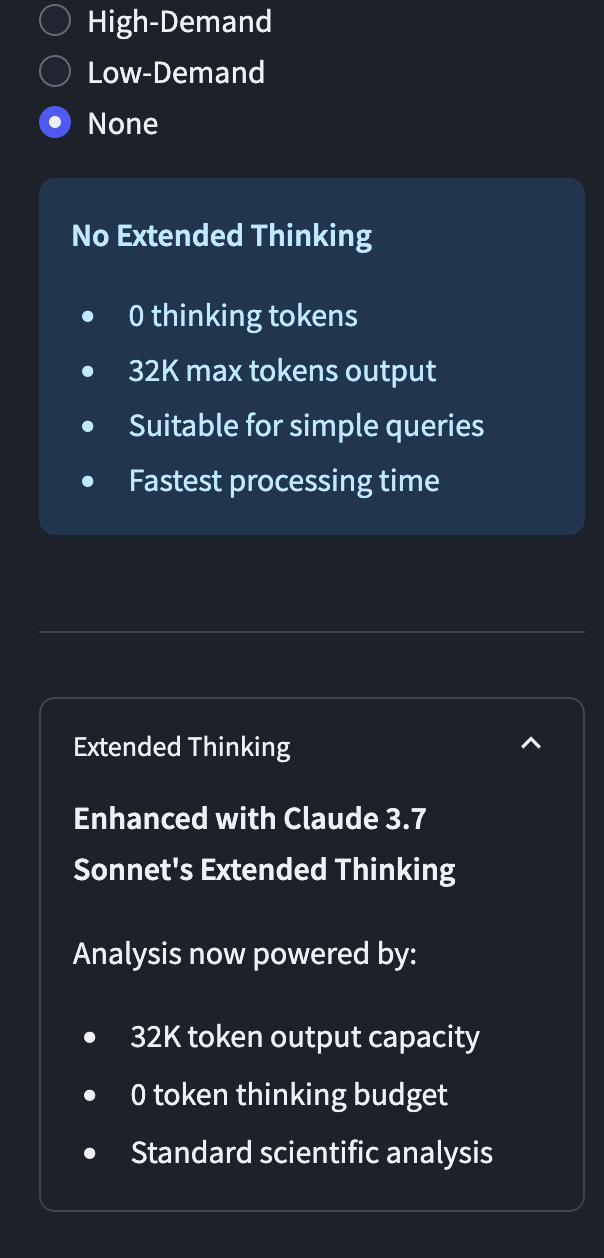 High-Demand
Low-Demand
None
No Extended Thinking
0 thinking tokens
32K max tokens output
Suitable for simple queries
Fastest processing time
Extended Thinking
Enhanced with Claude 3.7
Sonnet's Extended Thinking
Analysis now powered by:
32K token output capacity
0 token thinking budget
Standard scientific analysis